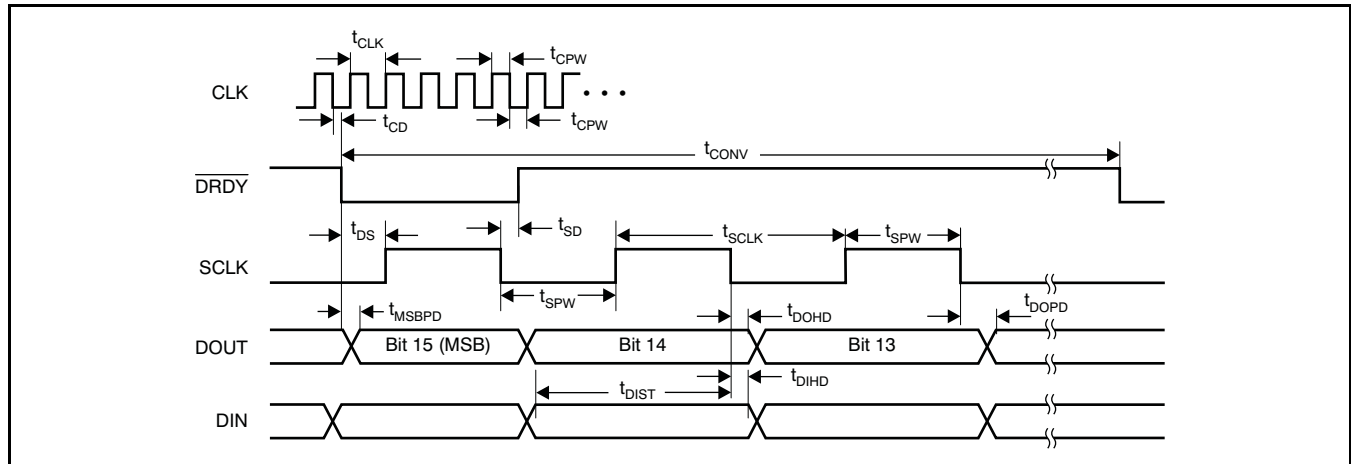 tCLK
tCPW
CLK
tCD
tCPW
tCONV
DRDY
tDS
tSD
tSCLK
tSPW
SCLK
tSPW
tMSBPD
tDOHD
tDOPD
DOUT
Bit 15 (MSB)
Bit 14
Bit 13
tDIST
tDIHD
DIN